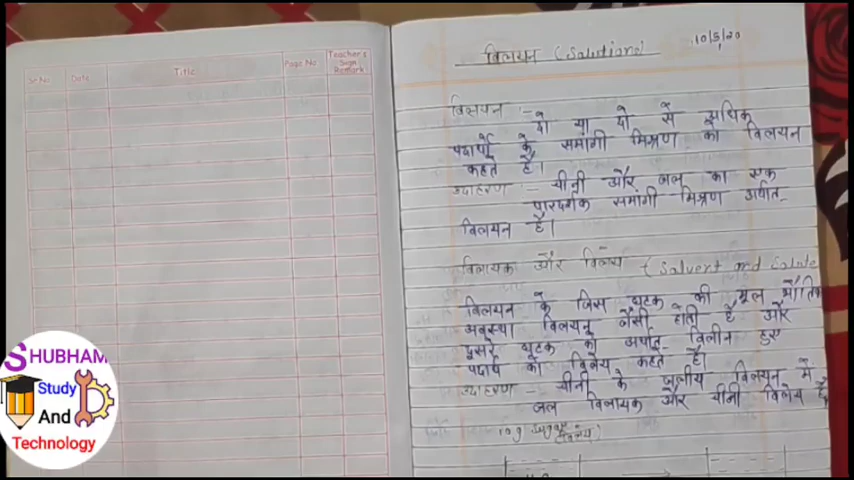 Sr.No.
Date
Title
Page No.
Teacher's
Sign
Remark
विलयन (Solution)
10/5/20
विलयन :-
दो या दो से अधिक
पदार्थो के समांगी मिश्रण को विलयन
कहते है।
उदाहरण - चीनी और जल का एक
पारदर्शक समांगी मिश्रण अर्थात
विलयन है।
विलायक और विलेय (Solvent and Solute
विलयन के जिस घटक की मूल भौतिक
अवस्था विलयन जैसी होती है और
दूसरे घटक को अर्थात विलीन हुए
पदार्थ को विलेय कहते है।
उदाहरण - चीनी के जलीय विलयन में
जल विलायक और चीनी विलेय है
10g sugar
(विलेय)
SHUBHAM
Study
And
Technology